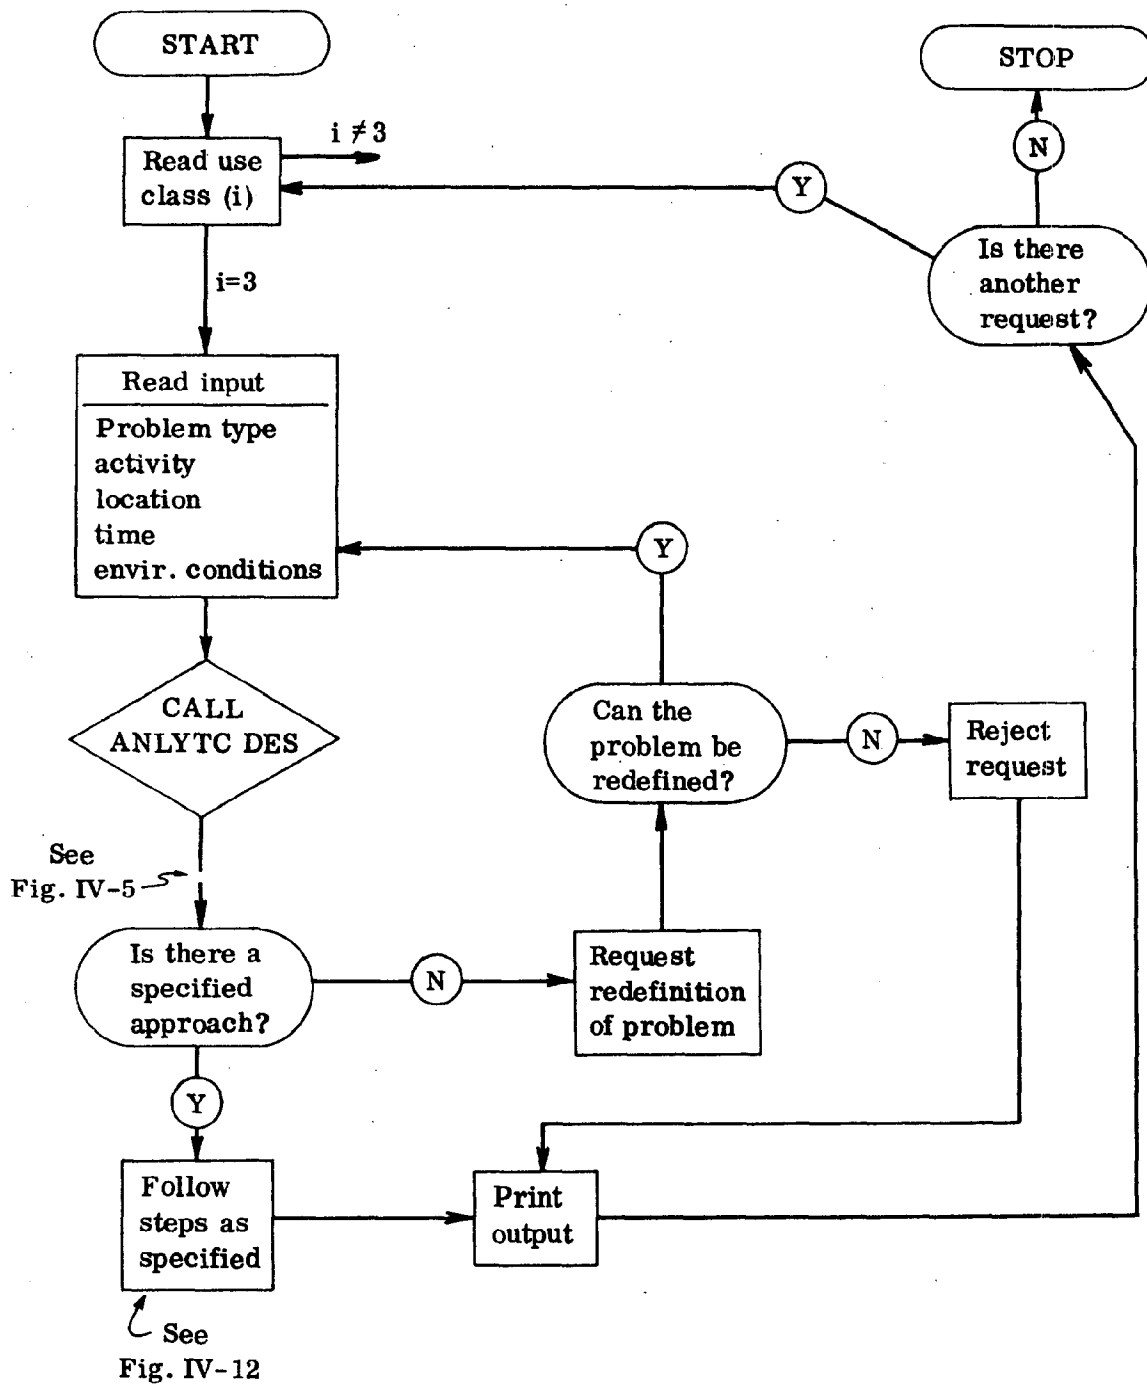 START
STOP
Read use
class (i)
i ≠ 3
Y
N
Is there
another
request?
i=3
Read input
Problem type
activity
location
time
envir. conditions
Y
CALL
ANLYTC DES
Can the
problem be
redefined?
N
Reject
request
See
Fig. IV-5
Is there a
specified
approach?
N
Request
redefinition
of problem
Y
Follow
steps as
specified
Print
output
See
Fig. IV-12